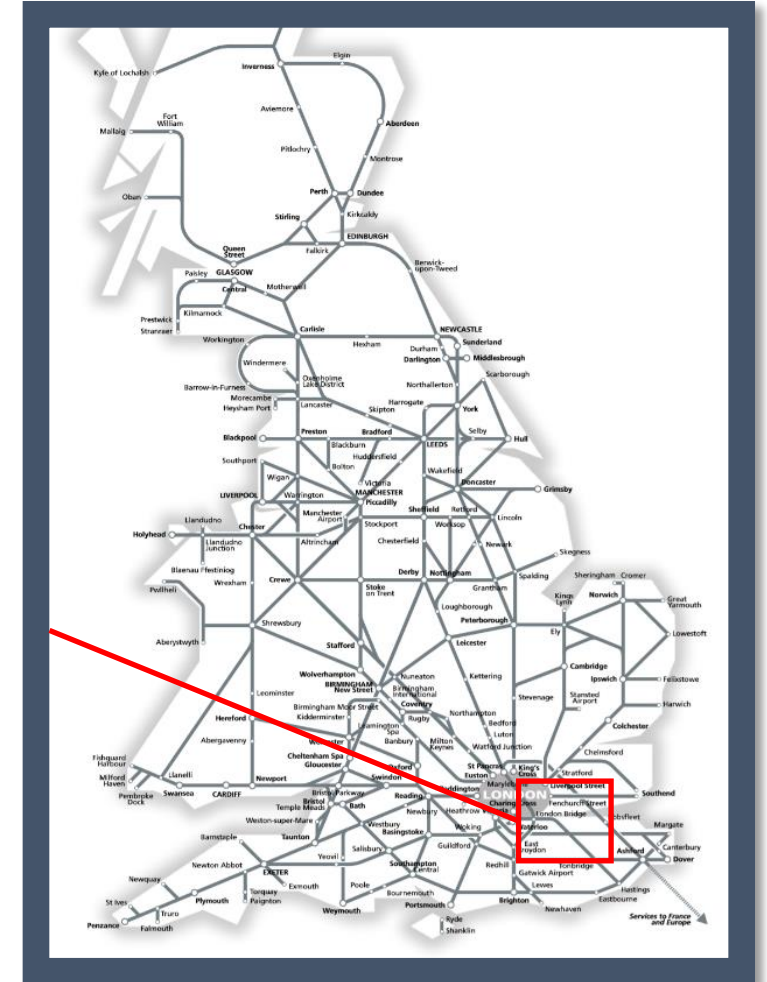 Elgin
Inverness
Kyle of Lochalsh
Aviemore
Fort
William
Mallaig
Aberdeen
Pitlochry
Montrose
Perth
Dundee
Oban
Stirling
Kirkcaldy
EDINBURGH
Queen
Street
Falkirk
Berwick-
upon-Tweed
Paisley
GLASGOW
Central
Motherwell
Kilmarnock
Prestwick
Stranraer
Carlisle
NEWCASTLE
Workington
Hexham
Sunderland
Durham
Darlington
Middlesbrough
Windermere
Scarborough
Oxenholme
Lake District
Northallerton
Barrow-in-Furness
Morecambe
Heysham Port
Lancaster
Harrogate
Skipton
York
Blackpool
Preston
Bradford
Selby
Hull
Blackburn
LEEDS
Huddersfield
Southport
Bolton
Wakefield
Wigan
Victoria
Doncaster
MANCHESTER
Piccadilly
Grimsby
LIVERPOOL
Warrington
Manchester
Airport
Sheffield
Retford
Llandudno
Stockport
Worksop
Lincoln
Holyhead
Chester
Llandudno
Junction
Altrincham
Chesterfield
Newark
Skegness
Blaenau Ffestiniog
Wrexham
Crewe
Derby
Nottingham
Spalding
Sheringham
Cromer
Pwllheli
Stoke
on Trent
Grantham
Kings
Lynn
Norwich
Great
Yarmouth
Loughborough
Shrewsbury
Peterborough
Ely
Lowestoft
Aberystwyth
Stafford
Leicester
Cambridge
Wolverhampton
Nuneaton
Kettering
Ipswich
Felixstowe
BIRMINGHAM
New Street
Birmingham
International
Leominster
Stevenage
Stansted
Airport
Birmingham Moor Street
Coventry
Harwich
Kidderminster
Rugby
Northampton
Hereford
Leamington
Spa
Bedford
Colchester
Abergavenny
Worcester
Banbury
Milton
Keynes
Luton
Watford Junction
Chelmsford
Fishguard
Harbour
Cheltenham Spa
Gloucester
Oxford
St Pancras
King's
Cross
Euston
Stratford
Milford
Haven
Llanelli
Newport
Swindon
Paddington
Marylebone
Liverpool Street
Pembroke
Dock
Swansea
CARDIFF
Bristol Parkway
Reading
LONDON
Southend
Bristol
Temple Meads
Bath
Newbury
Heathrow
Charing Cross
Fenchurch Street
Victoria
London Bridge
Ebbsfleet
Weston-super-Mare
Westbury
Basingstoke
Woking
Waterloo
Margate
Barnstaple
Taunton
Salisbury
Guildford
East
Croydon
Canterbury
Yeovil
Ashford
Dover
Newton Abbot
EXETER
Southampton
Central
Redhill
Tonbridge
Gatwick Airport
Newquay
Exmouth
Poole
Bournemouth
Lewes
Hastings
St Ives
Plymouth
Torquay
Paignton
Weymouth
Portsmouth
Brighton
Eastbourne
Newhaven
Truro
Penzance
Falmouth
Ryde
Shanklin
Services to France
and Europe